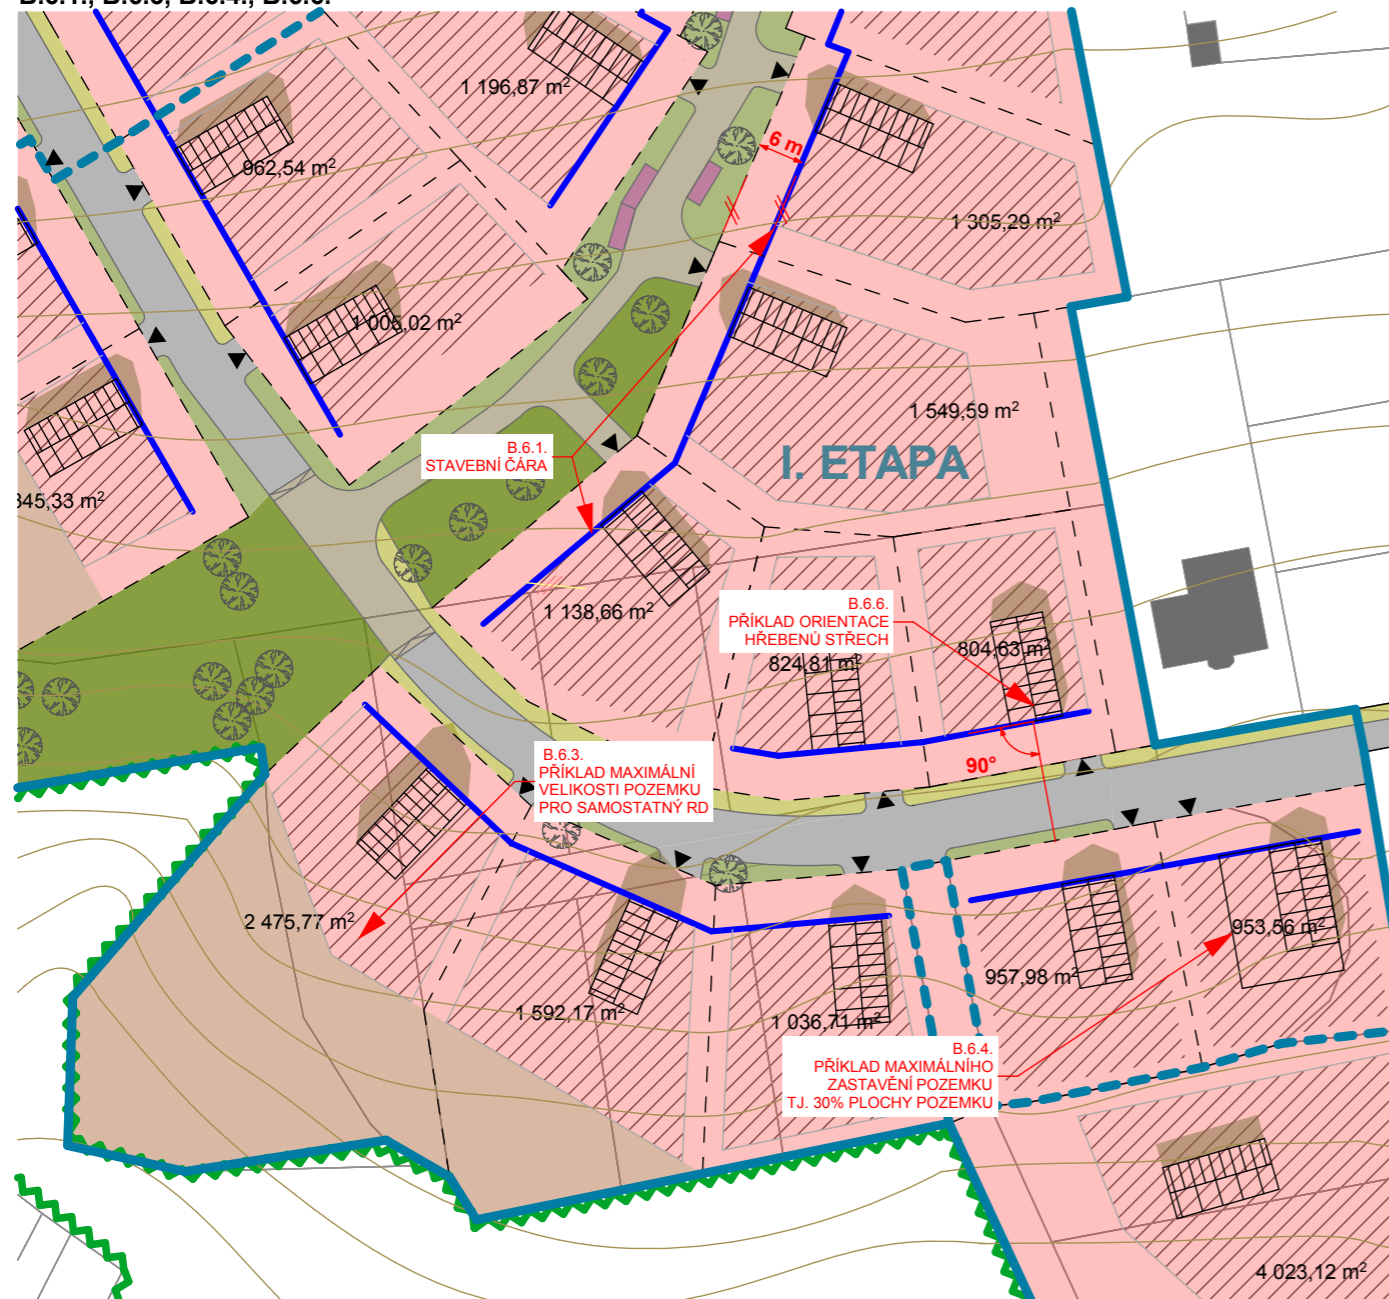 1 196,87 m²
962,54 m²
6 m
1 305,29 m²
1 005,02 m²
1 549,59 m²
I. ETAPA
B.6.1.
STAVEBNÍ ČÁRA
345,33 m²
1 138,66 m²
B.6.6.
PŘÍKLAD ORIENTACE
HŘEBENŮ STŘECH
824,81 m²
804,63 m²
B.6.3.
PŘÍKLAD MAXIMÁLNÍ
VELIKOSTI POZEMKU
PRO SAMOSTATNÝ RD
90°
2 475,77 m²
953,56 m²
957,98 m²
1 592,17 m²
1 036,71 m²
B.6.4.
PŘÍKLAD MAXIMÁLNÍHO
ZASTAVĚNÍ POZEMKU
TJ. 30% PLOCHY POZEMKU
4 023,12 m²